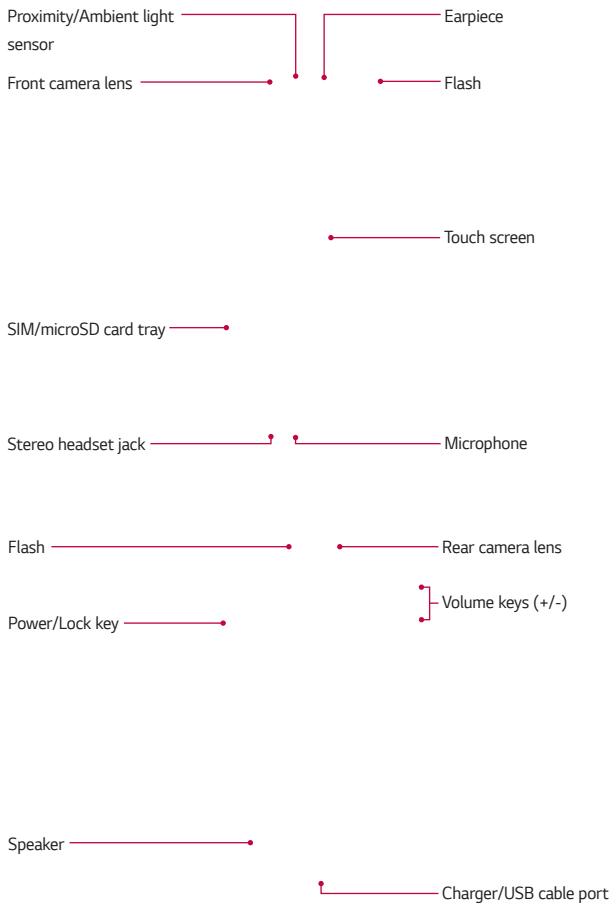 Proximity/Ambient light
sensor
Earpiece
Front camera lens
Flash
Touch screen
SIM/microSD card tray
Stereo headset jack
Microphone
Flash
Rear camera lens
Volume keys (+/-)
Power/Lock key
Speaker
Charger/USB cable port